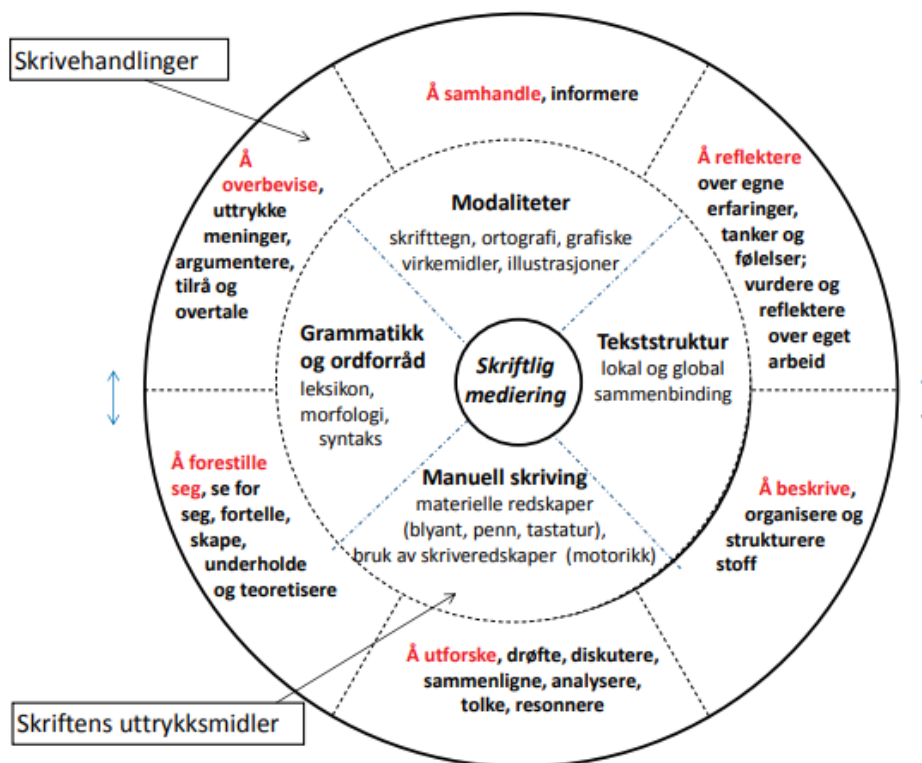 Skrivehandlinger
Å samhandle, informere
Å
overbevise,
uttrykke
meninger,
argumentere,
tilrå og
overtale
Å reflektere
over egne
erfaringer,
tanker og
følelser;
vurdere og
reflektere
over eget
arbeid
Modaliteter
skrifttegn, ortografi, grafiske
virkemidler, illustrasjoner
Grammatikk
og ordforråd
leksikon,
morfologi,
syntaks
Skriftlig
mediering
Tekststruktur
lokal og global
sammenbinding
Manuell skriving
materielle redskaper
(blyant, penn, tastatur),
bruk av skriveredskaper (motorikk)
Å forestille
seg, se for
seg, fortelle,
skape,
underholde
og teoretisere
Å beskrive,
organisere og
strukturere
stoff
Å utforske, drøfte, diskutere,
sammenligne, analysere,
tolke, resonnere
Skriftens uttrykksmidler